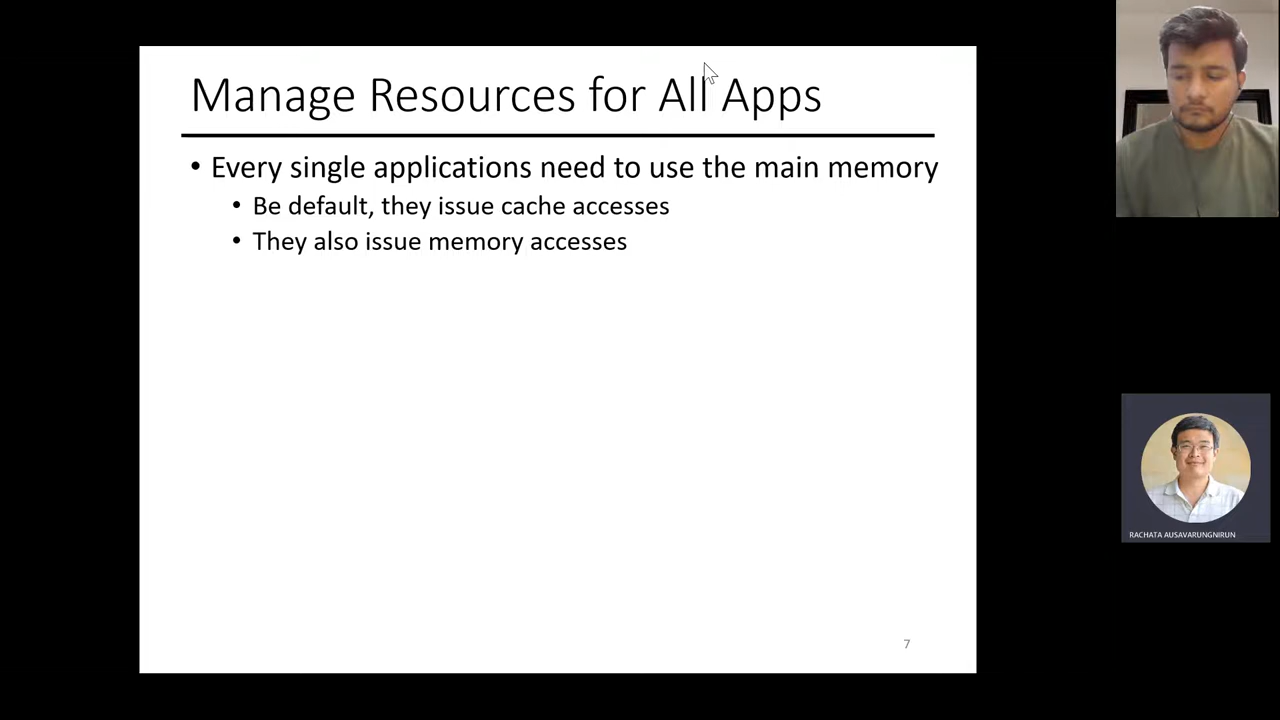 Manage Resources for All Apps
• Every single applications need to use the main memory
• Be default, they issue cache accesses
• They also issue memory accesses
RACHATA AUSAVARUNGNIRUN
7